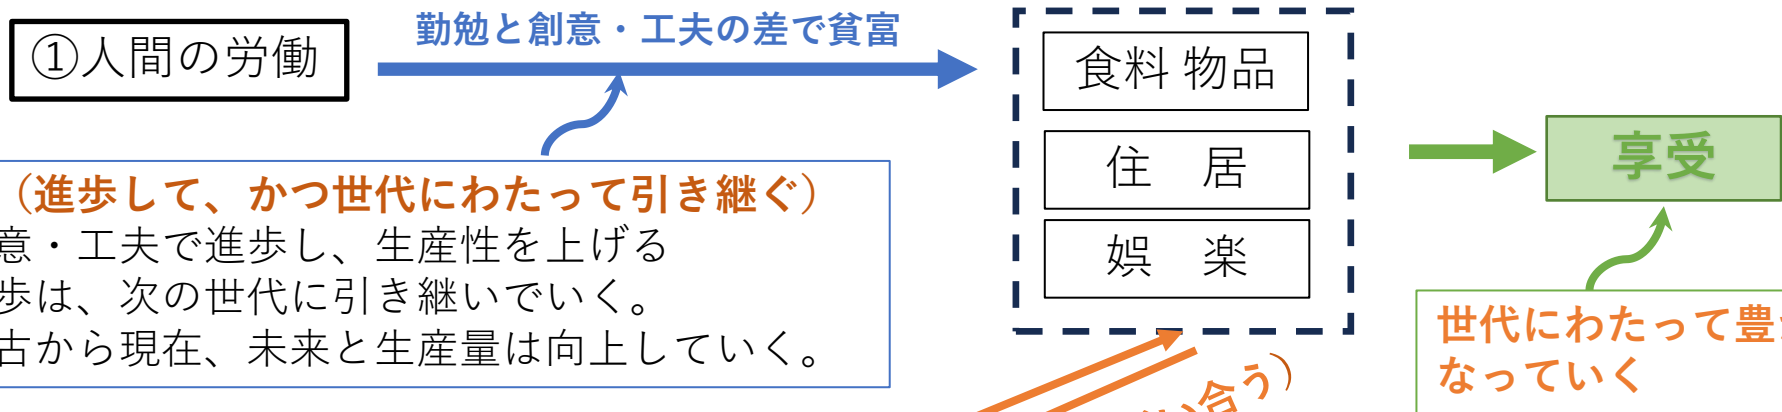 ①人間の労働
勤勉と創意・工夫の差で貧富
食料 物品
住　居
娯　楽
享受
（進歩して、かつ世代にわたって引き継ぐ）
意・工夫で進歩し、生産性を上げる
歩は、次の世代に引き継いでいく。
古から現在、未来と生産量は向上していく。
合う）
世代にわたって豊
なっていく